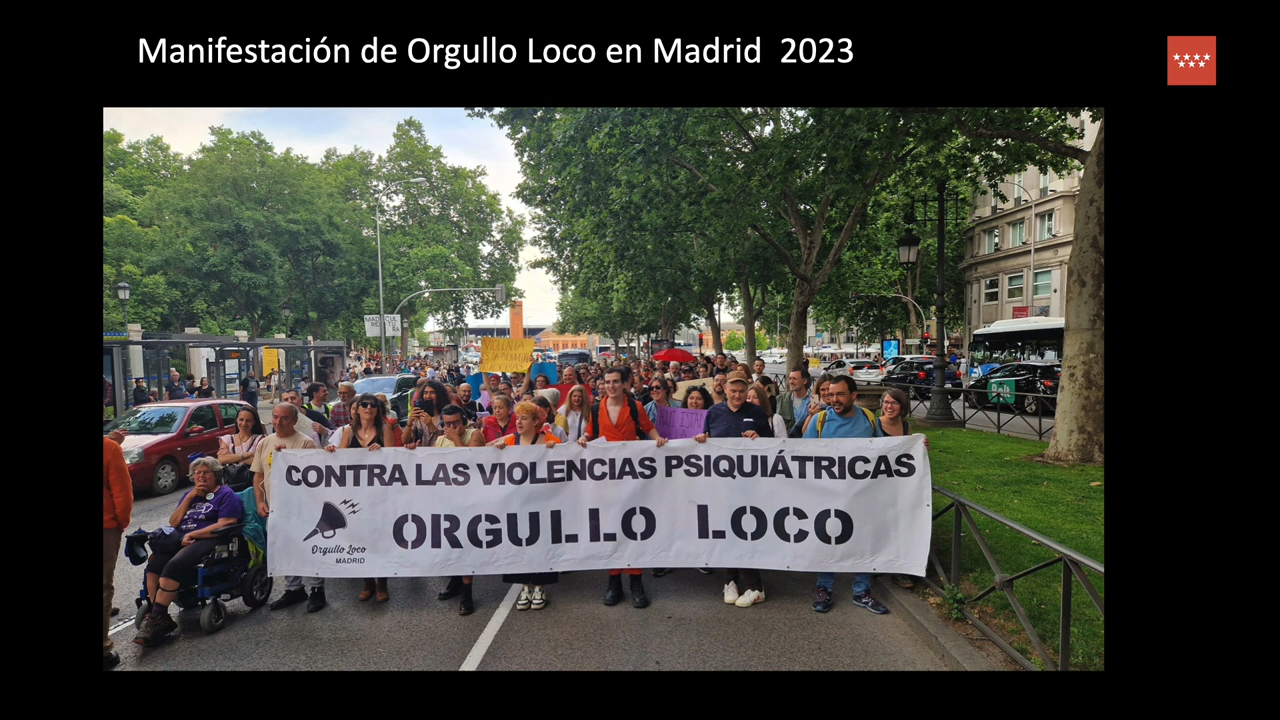 Manifestación de Orgullo Loco en Madrid 2023
CONTRA LAS VIOLENCIAS PSIQUIÁTRICAS
ORGULLO LOCO
Orgullo Loco
MADRID